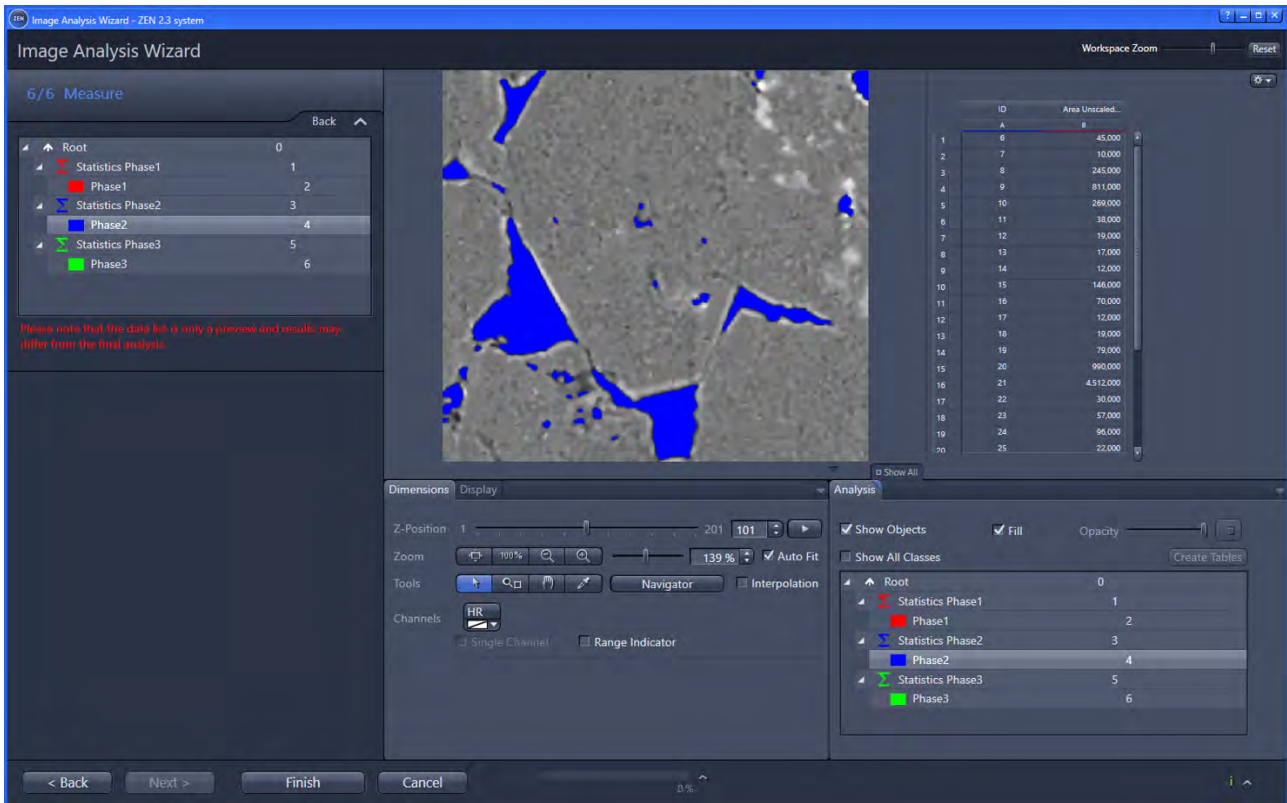 ZEN Image Analysis Wizard - ZEN 2.3 system
Image Analysis Wizard
Workspace Zoom Reset
6/6 Measure
Back
Root 0
Statistics Phase1 1
Phase1 2
Statistics Phase2 3
Phase2 4
Statistics Phase3 5
Phase3 6
Please note that the data list is only a preview and results may
differ from the final analysis.
ID Area Unscaled...
A B
1 6 45,000
2 7 10,000
3 8 245,000
4 9 811,000
5 10 269,000
6 11 38,000
7 12 19,000
8 13 17,000
9 14 12,000
10 15 146,000
11 16 70,000
12 17 12,000
13 18 19,000
14 19 79,000
15 20 990,000
16 21 4.512,000
17 22 30,000
18 23 57,000
19 24 96,000
20 25 22,000
Show All
Dimensions Display
Z-Position 1 201 101
Zoom 100% 139 % Auto Fit
Tools Navigator Interpolation
Channels HR
Single Channel Range Indicator
Analysis
Show Objects Fill Opacity
Show All Classes Create Tables
Root 0
Statistics Phase1 1
Phase1 2
Statistics Phase2 3
Phase2 4
Statistics Phase3 5
Phase3 6
< Back Next > Finish Cancel 0 % i